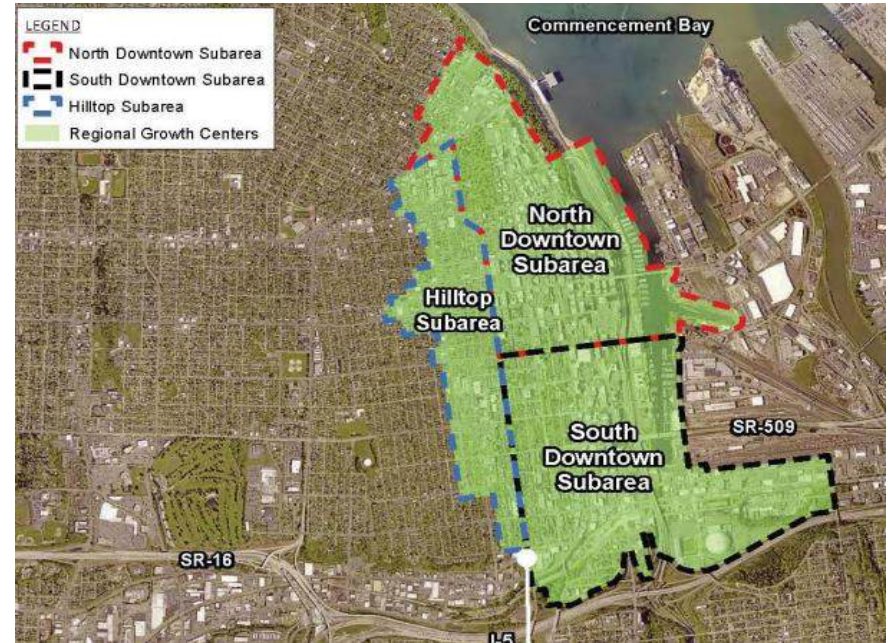 LEGEND
North Downtown Subarea
South Downtown Subarea
Hilltop Subarea
Regional Growth Centers
Commencement Bay
North
Downtown
Subarea
Hilltop
Subarea
South
Downtown
Subarea
SR-509
SR-16
I-5